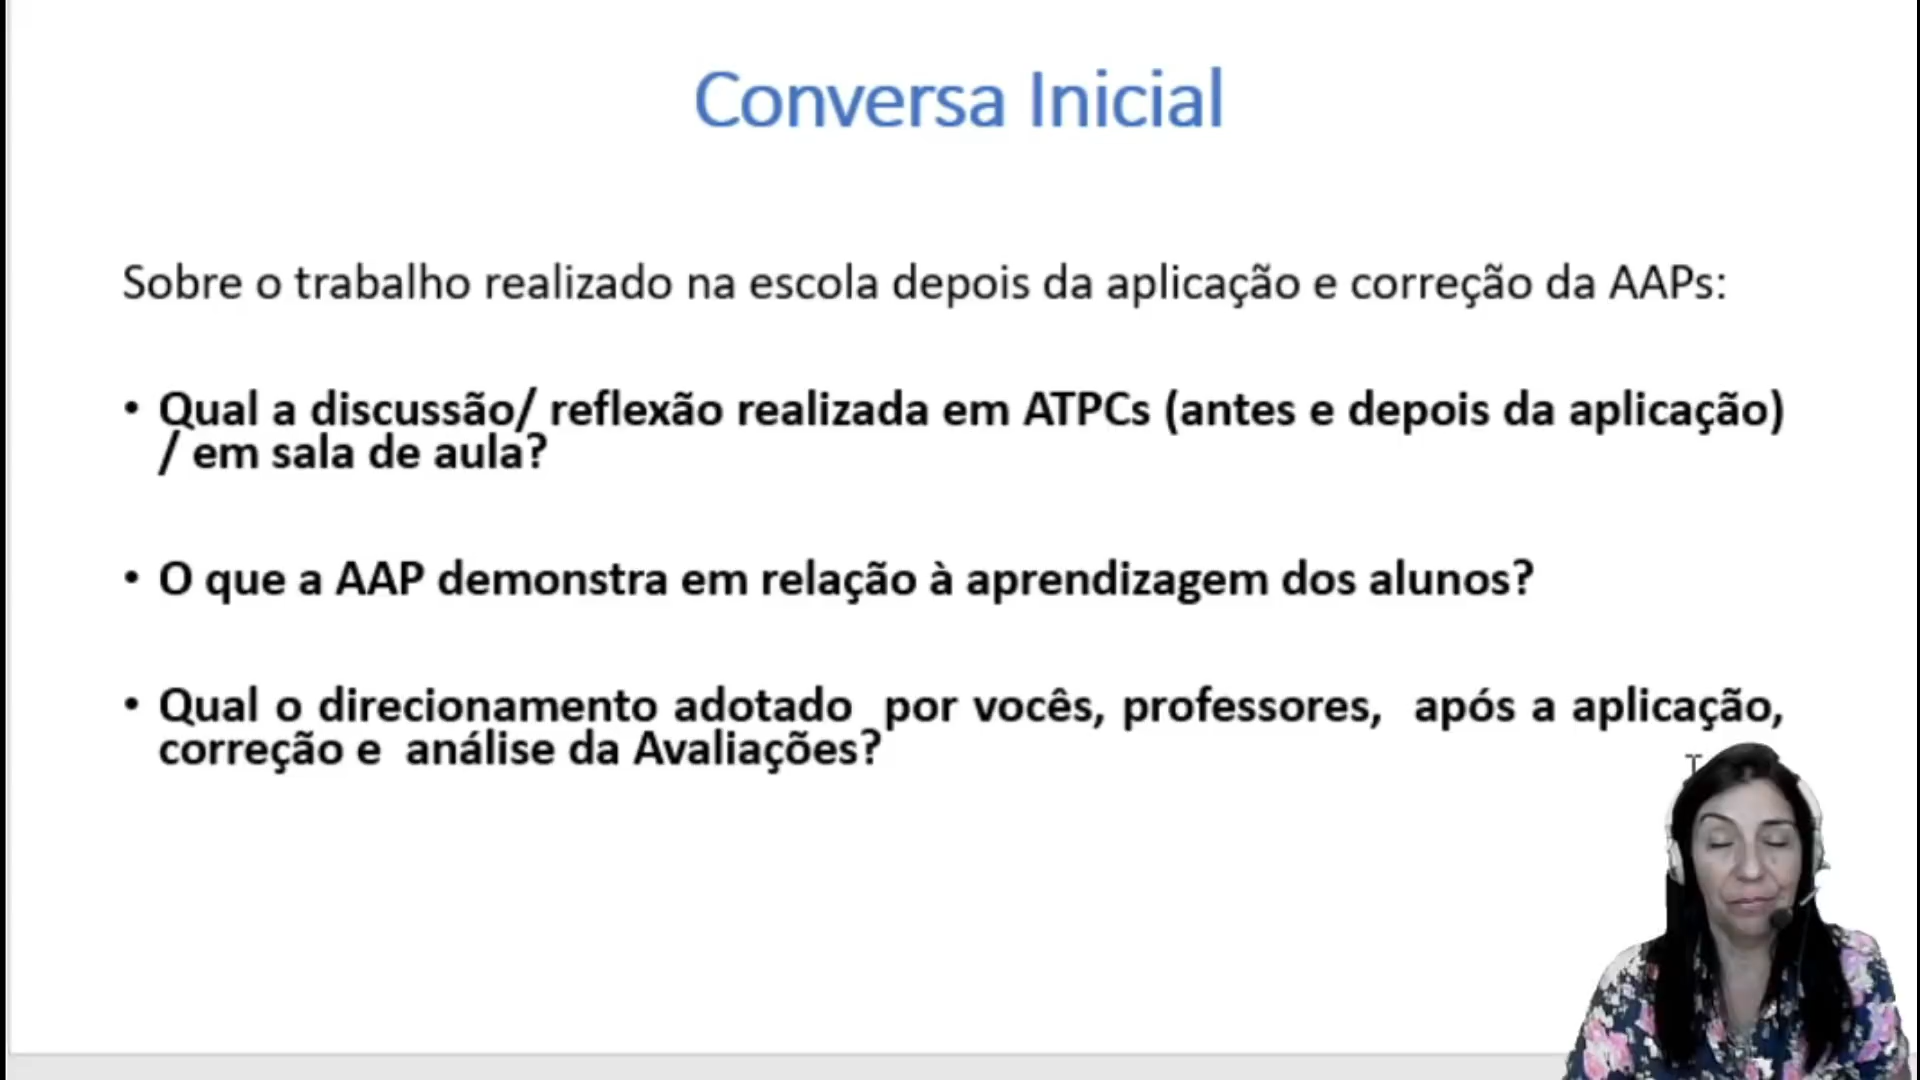 Conversa Inicial
Sobre o trabalho realizado na escola depois da aplicação e correção da AAPs:
• Qual a discussão/ reflexão realizada em ATPCs (antes e depois da aplicação)
/ em sala de aula?
• O que a AAP demonstra em relação à aprendizagem dos alunos?
• Qual o direcionamento adotado por vocês, professores, após a aplicação,
correção e análise da Avaliações?